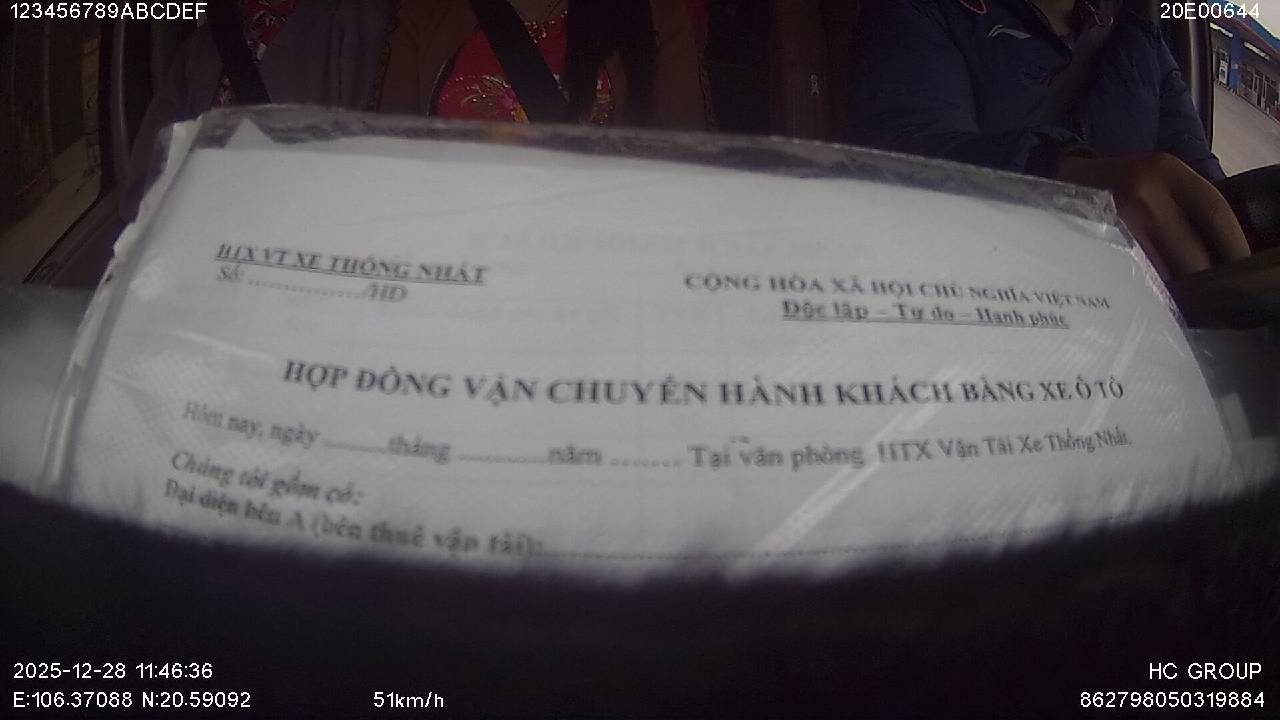 123456789ABCDEF
20E00644
HTX VT XE THỐNG NHẤT
Số: ................./HĐ
CỘNG HÒA XÃ HỘI CHỦ NGHĨA VIỆT NAM
Độc lập – Tự do – Hạnh phúc
HỢP ĐỒNG VẬN CHUYỂN HÀNH KHÁCH BẰNG XE Ô TÔ
Hôm nay, ngày ..........tháng ..............năm ....... Tại văn phòng HTX Vận Tải Xe Thống Nhất.
Chúng tôi gồm có:
Đại diện bên A (bên thuê vận tải):
2025-12-28 11:46:36
HC GROUP
E:106.37088 N:20.59092
51km/h
862798050319884